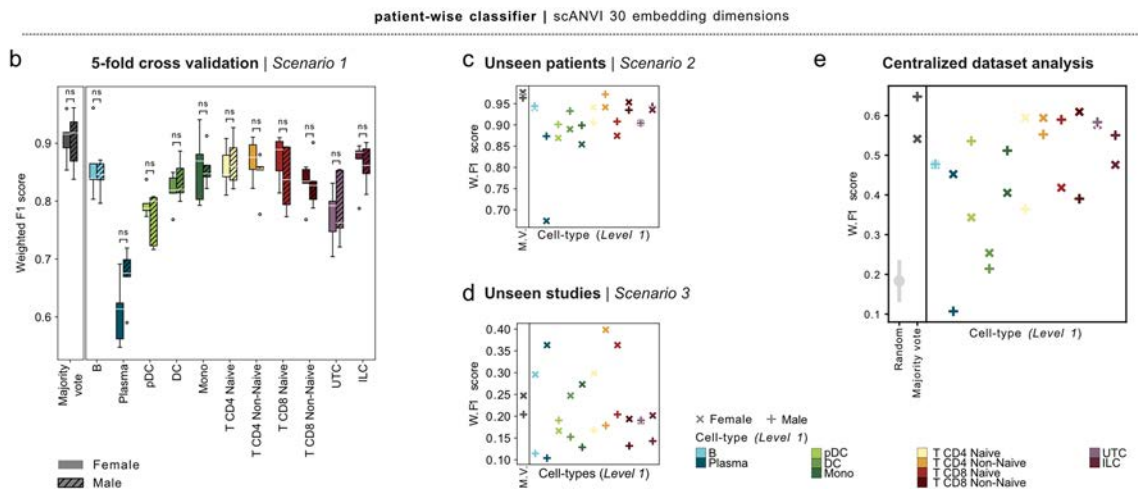 patient-wise classifier | scANVI 30 embedding dimensions
b
5-fold cross validation | Scenario 1
ns ns ns ns ns ns ns ns ns ns ns ns
Weighted F1 score
0.9
0.8
0.7
0.6
Majority vote
B
Plasma
pDC
DC
Mono
T CD4 Naive
T CD4 Non-Naive
T CD8 Naive
T CD8 Non-Naive
UTC
ILC
Female
Male
c
Unseen patients | Scenario 2
W.F1 score
0.95
0.90
0.85
0.80
0.75
0.70
M.V.
Cell-type (Level 1)
d
Unseen studies | Scenario 3
W.F1 score
0.40
0.35
0.30
0.25
0.20
0.15
0.10
M.V.
Cell-types (Level 1)
e
Centralized dataset analysis
W.F1 score
0.6
0.5
0.4
0.3
0.2
0.1
Random
Majority vote
Cell-type (Level 1)
Female Male
Cell-type (Level 1)
B
Plasma
pDC
DC
Mono
T CD4 Naive
T CD4 Non-Naive
T CD8 Naive
T CD8 Non-Naive
UTC
ILC